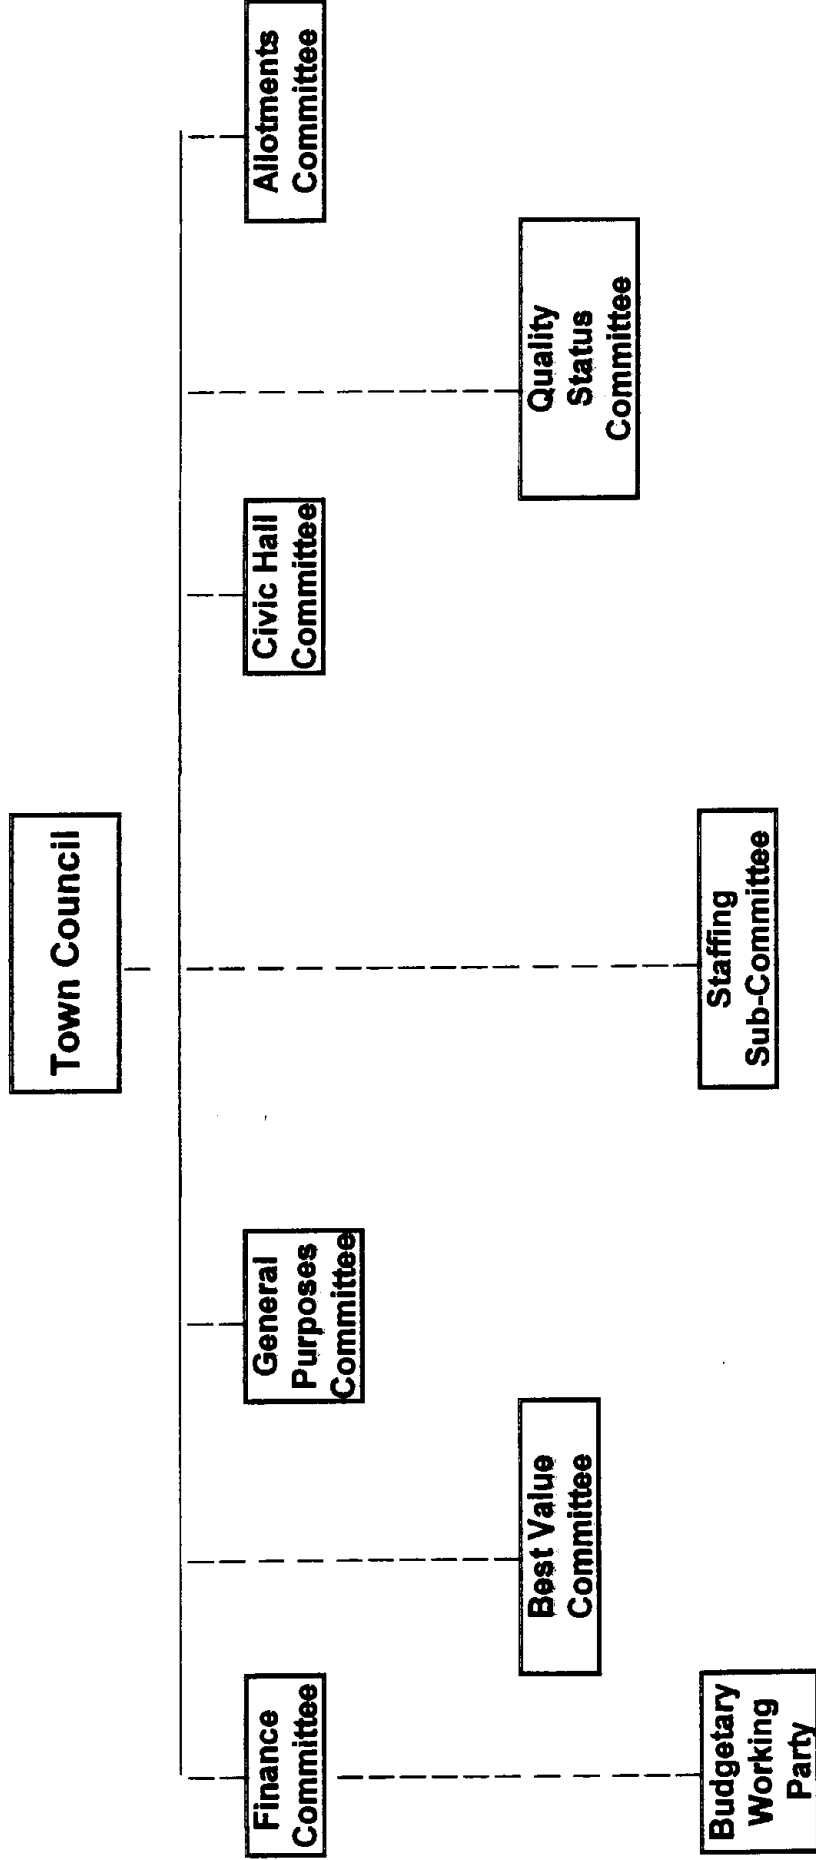 Town Council
Finance
Committee
General
Purposes
Committee
Civic Hall
Committee
Allotments
Committee
Best Value
Committee
Quality
Status
Committee
Budgetary
Working
Party
Staffing
Sub-Committee